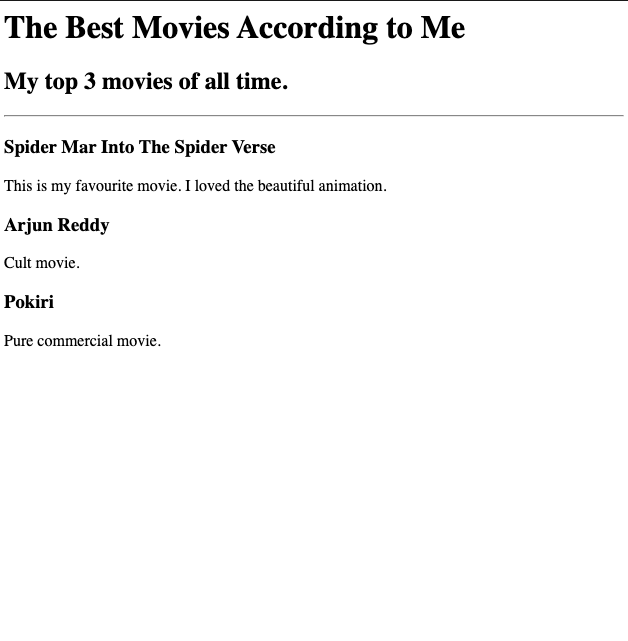 The Best Movies According to Me
My top 3 movies of all time.
Spider Mar Into The Spider Verse
This is my favourite movie. I loved the beautiful animation.
Arjun Reddy
Cult movie.
Pokiri
Pure commercial movie.